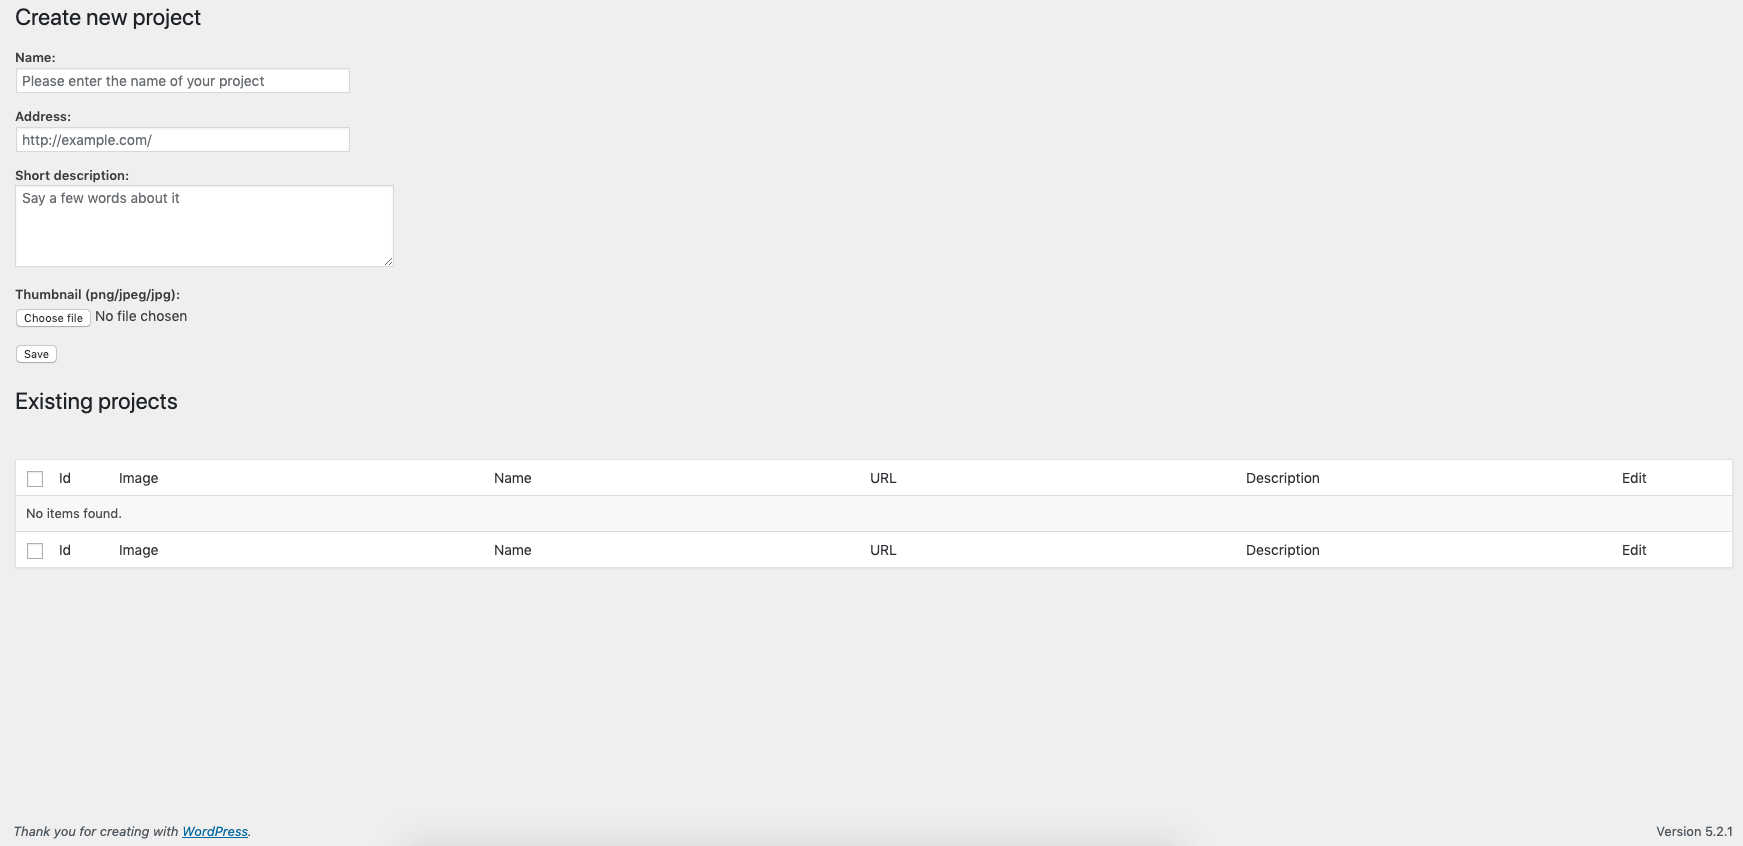 Create new project
Name:
Please enter the name of your project
Address:
http://example.com/
Short description:
Say a few words about it
Thumbnail (png/jpeg/jpg):
Choose file No file chosen
Save
Existing projects
Id Image Name URL Description Edit
No items found.
Id Image Name URL Description Edit
Thank you for creating with WordPress. Version 5.2.1